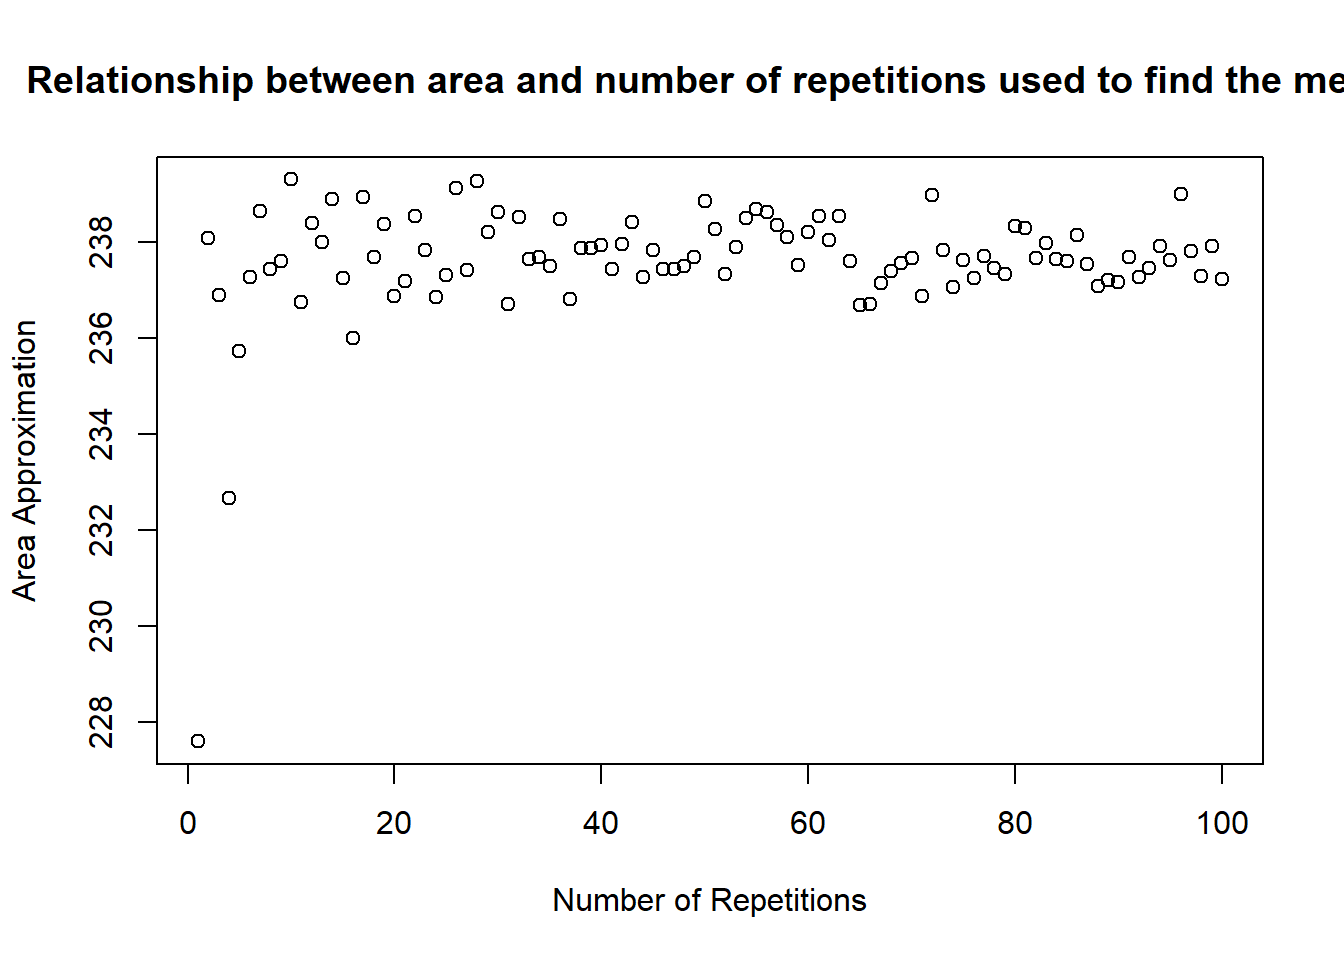 Relationship between area and number of repetitions used to find the me
Area Approximation
238
236
234
232
230
228
0 20 40 60 80 100
Number of Repetitions